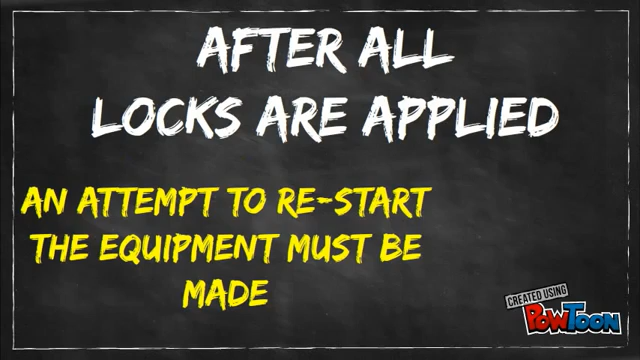 AFTER ALL
LOCKS ARE APPLIED
AN ATTEMPT TO RE-START
THE EQUIPMENT MUST BE
MADE
CREATED USING
POWTOON